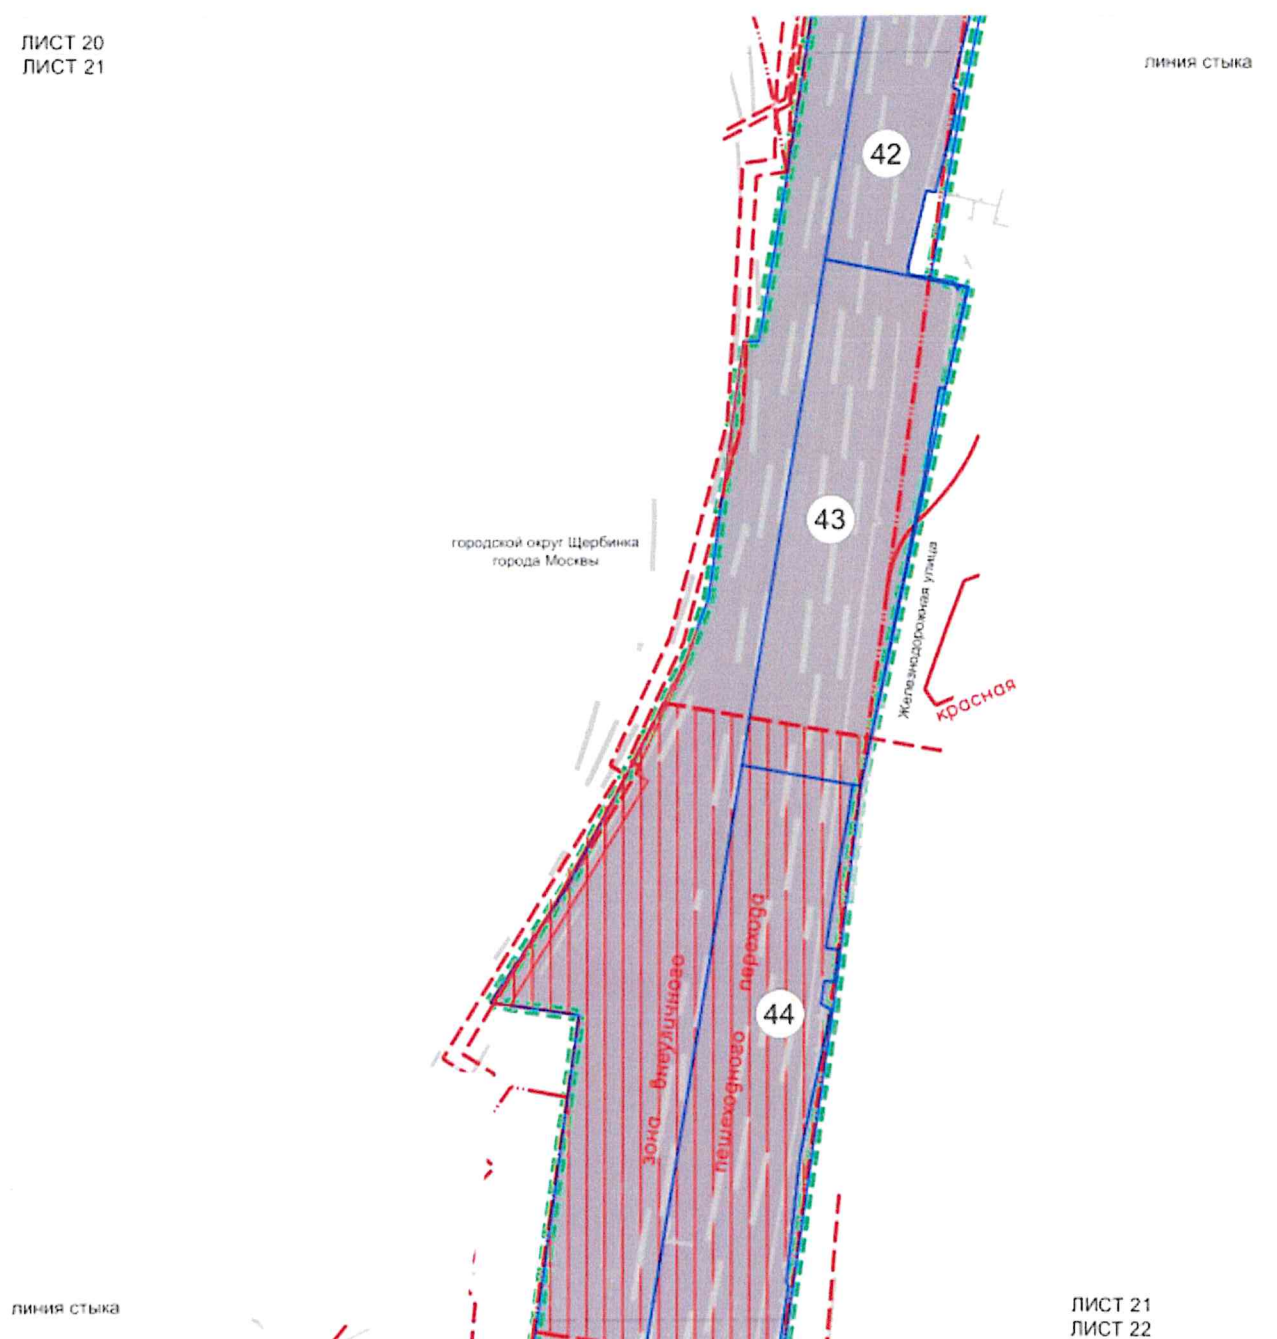 ЛИСТ 20
ЛИСТ 21
линия стыка
42
43
городской округ Щербинка
города Москвы
Железнодорожная улица
красная
44
зона внеуличного
пешеходного перехода
линия стыка
ЛИСТ 21
ЛИСТ 22